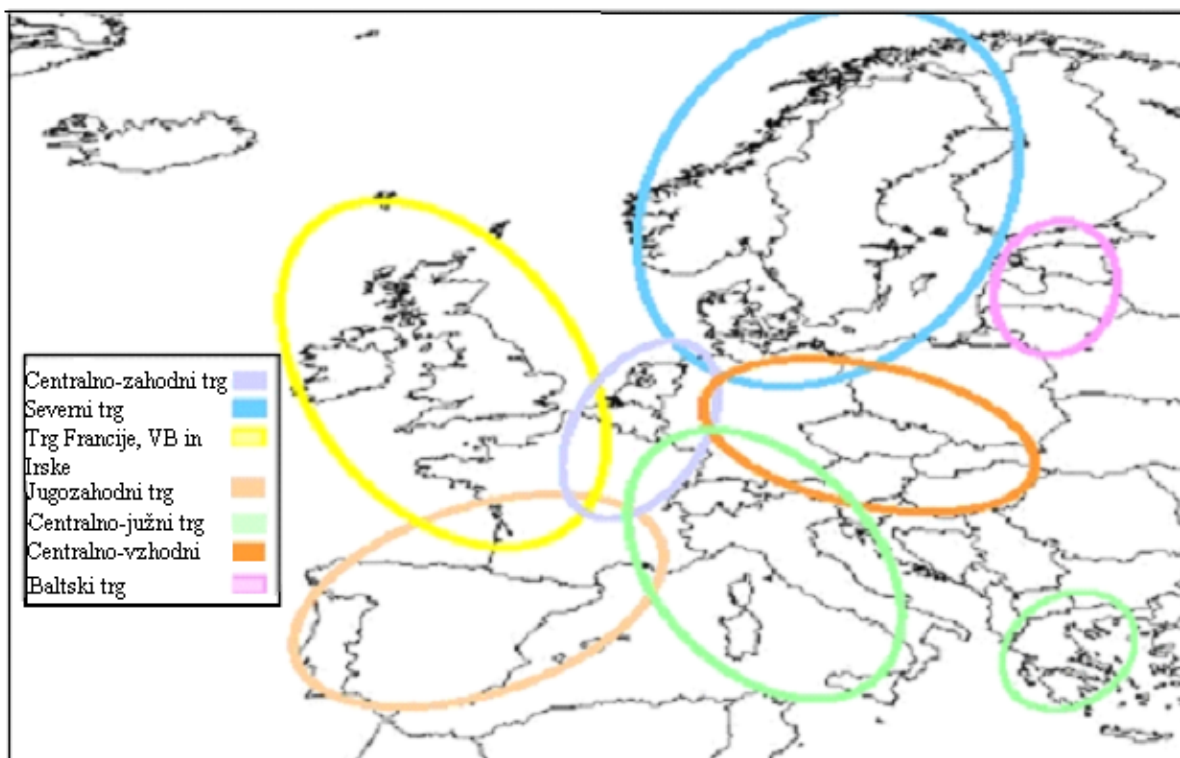 Centralno-zahodni trg
Severni trg
Trg Francije, VB in
Irske
Jugozahodni trg
Centralno-južni trg
Centralno-vzhodni
Baltski trg